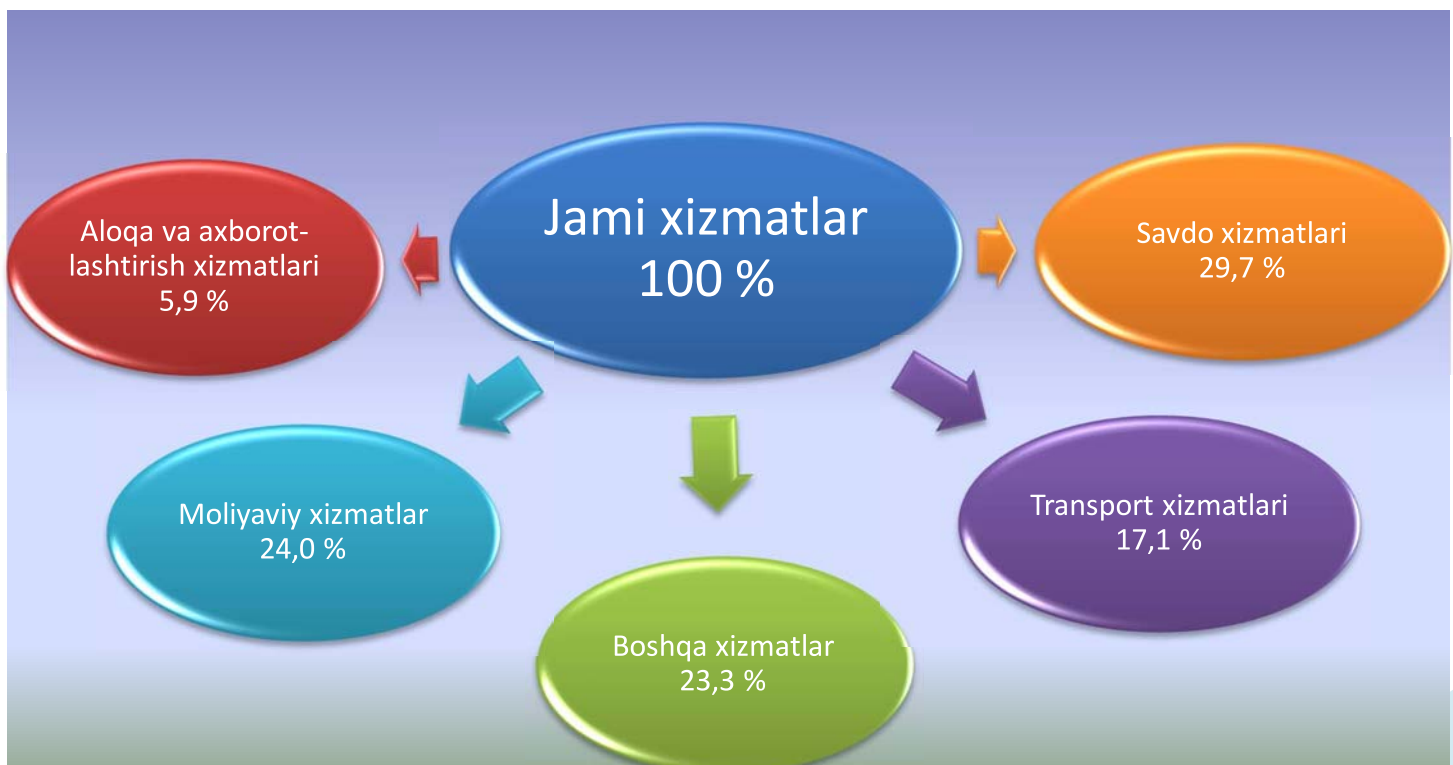 Jami xizmatlar
100 %
Aloqa va axborot-
lashtirish xizmatlari
5,9 %
Savdo xizmatlari
29,7 %
Moliyaviy xizmatlar
24,0 %
Transport xizmatlari
17,1 %
Boshqa xizmatlar
23,3 %